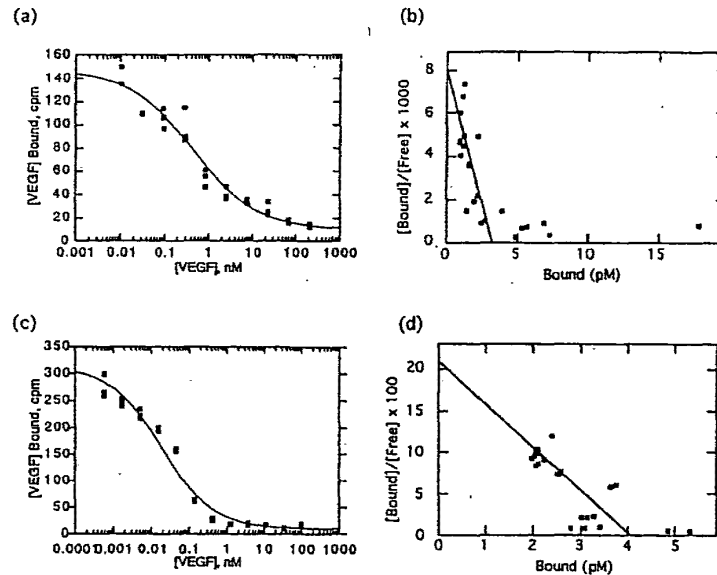 (a)
[VEGF] Bound, cpm
160
140
120
100
80
60
40
20
0
0.001 0.01 0.1 1 10 100 1000
[VEGF], nM
(b)
[Bound]/[Free] x 1000
8
6
4
2
0
0 5 10 15
Bound (pM)
(c)
[VEGF] Bound, cpm
350
300
250
200
150
100
50
0
0.0001 0.001 0.01 0.1 1 10 100 1000
[VEGF], nM
(d)
[Bound]/[Free] x 100
20
15
10
5
0
0 1 2 3 4 5
Bound (pM)